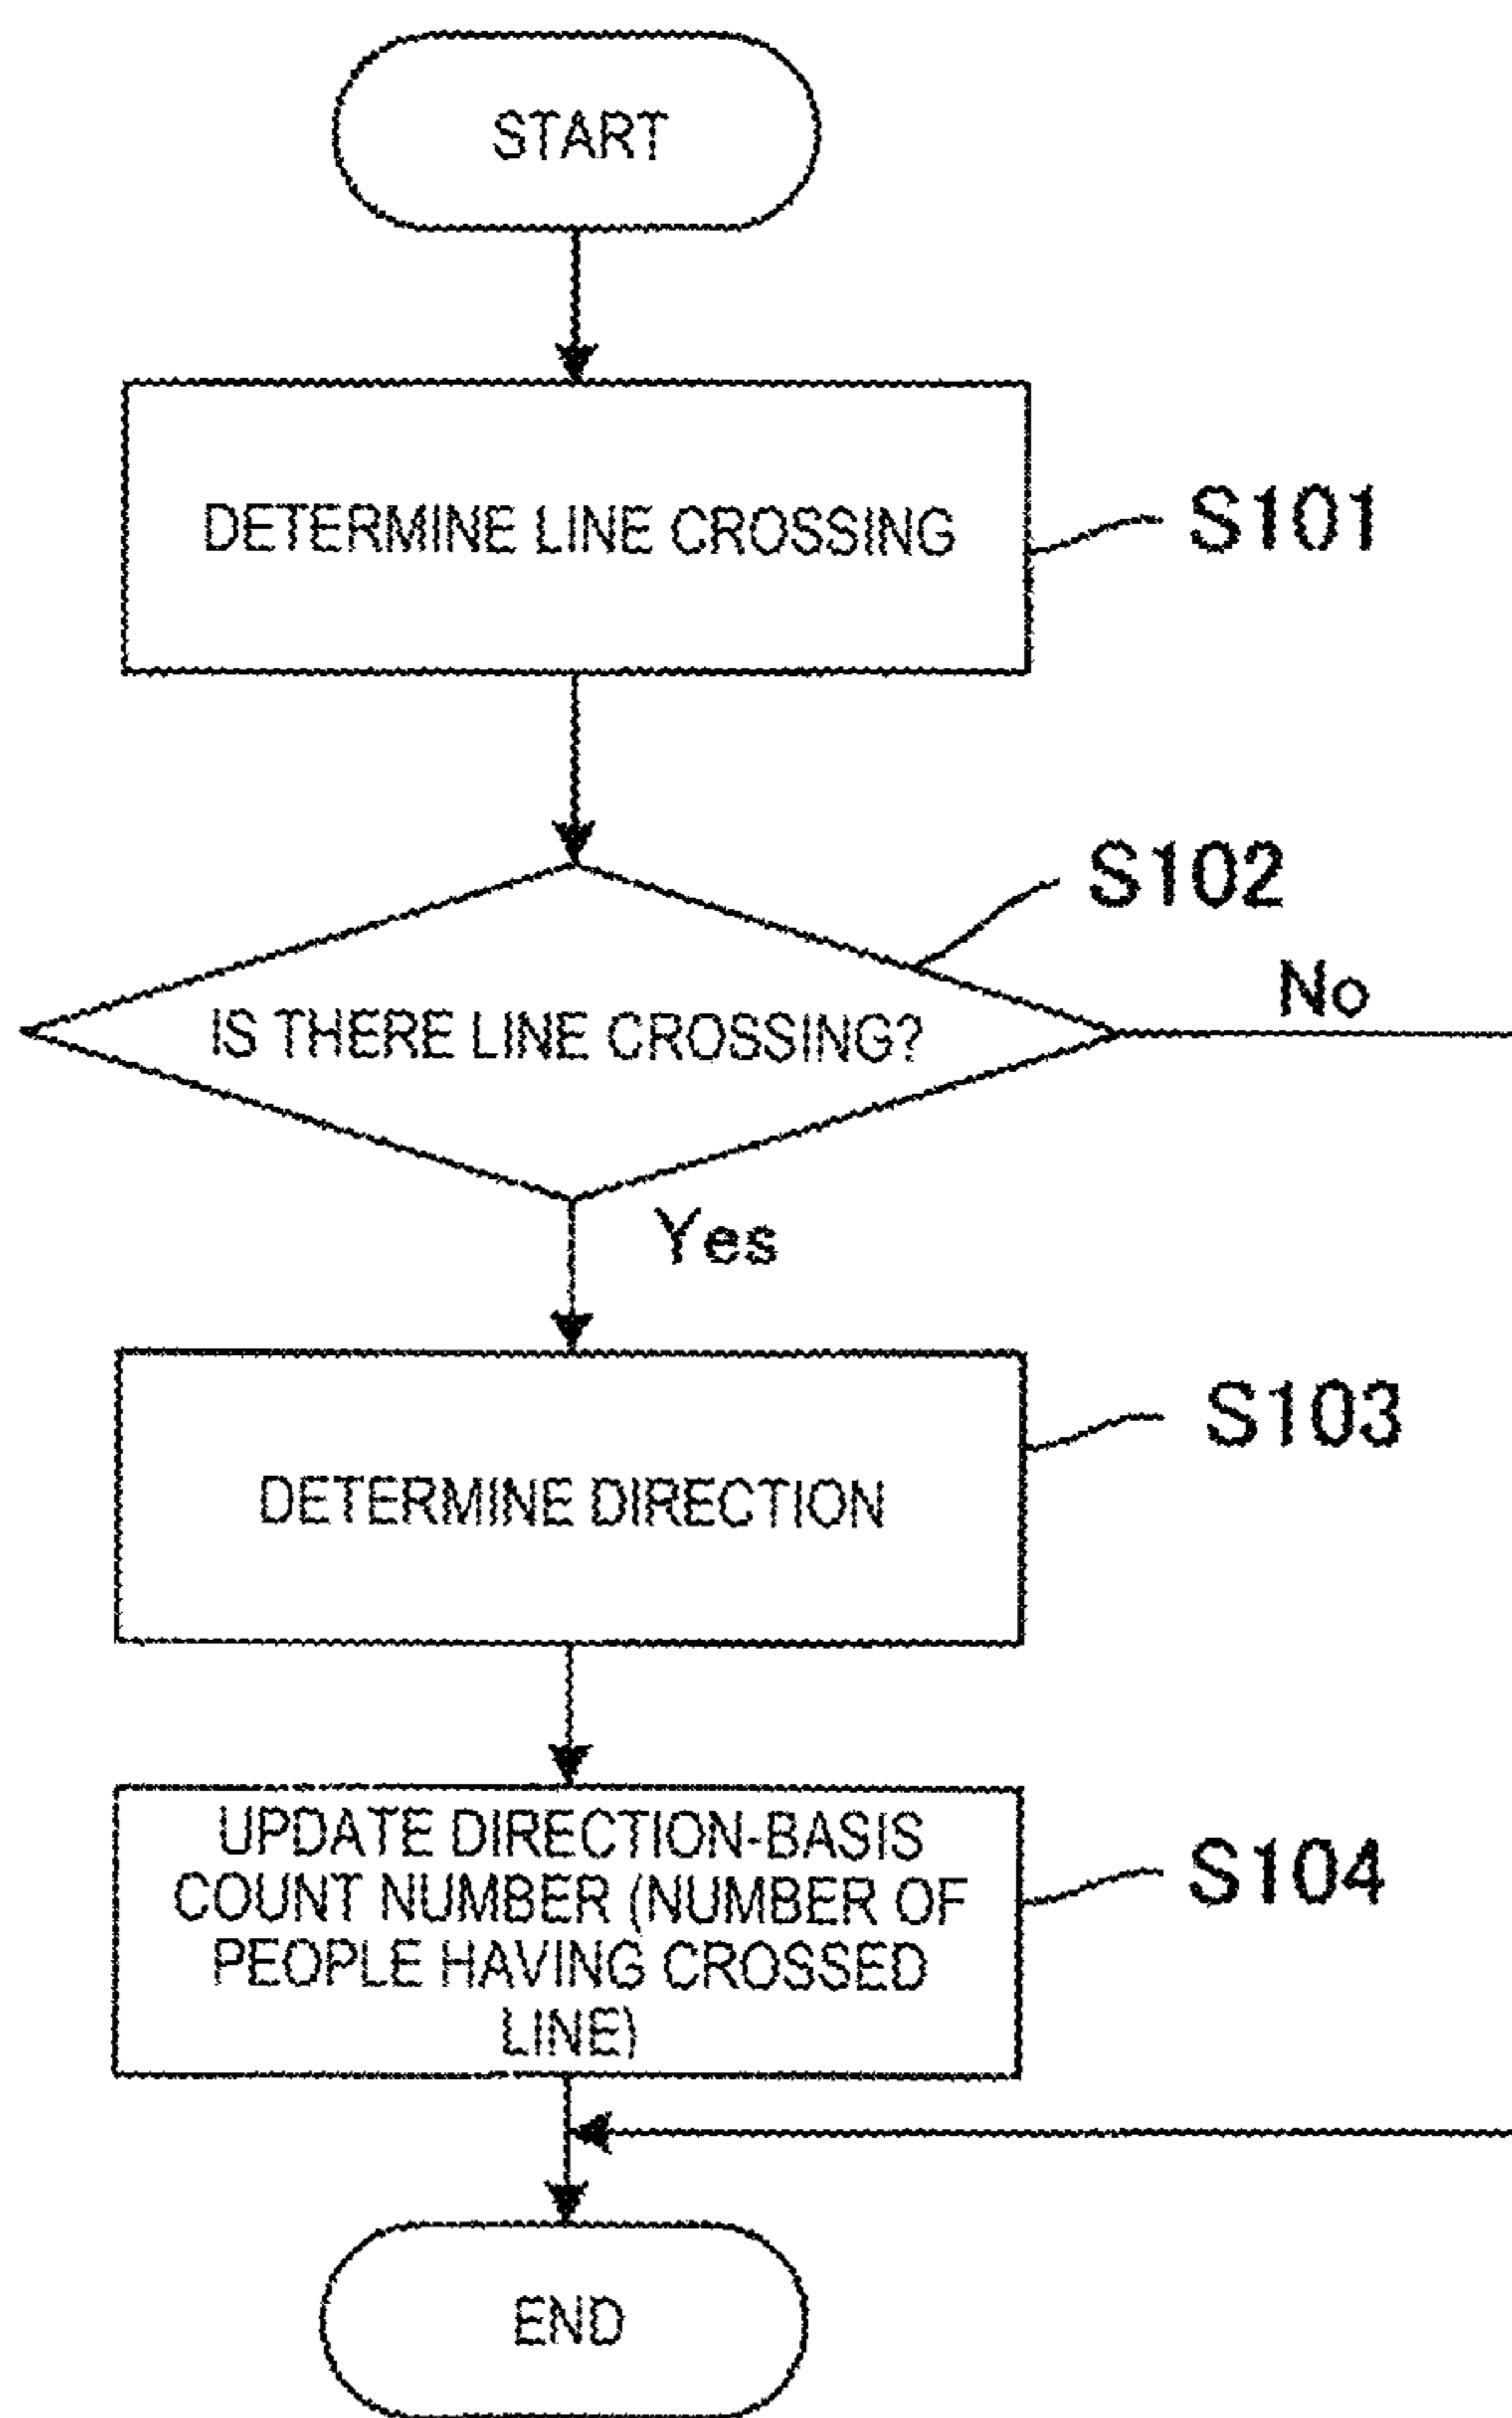 START
DETERMINE LINE CROSSING
S101
S102
No
IS THERE LINE CROSSING?
Yes
S103
DETERMINE DIRECTION
UPDATE DIRECTION-BASIS
COUNT NUMBER (NUMBER OF
PEOPLE HAVING CROSSED
LINE)
S104
END